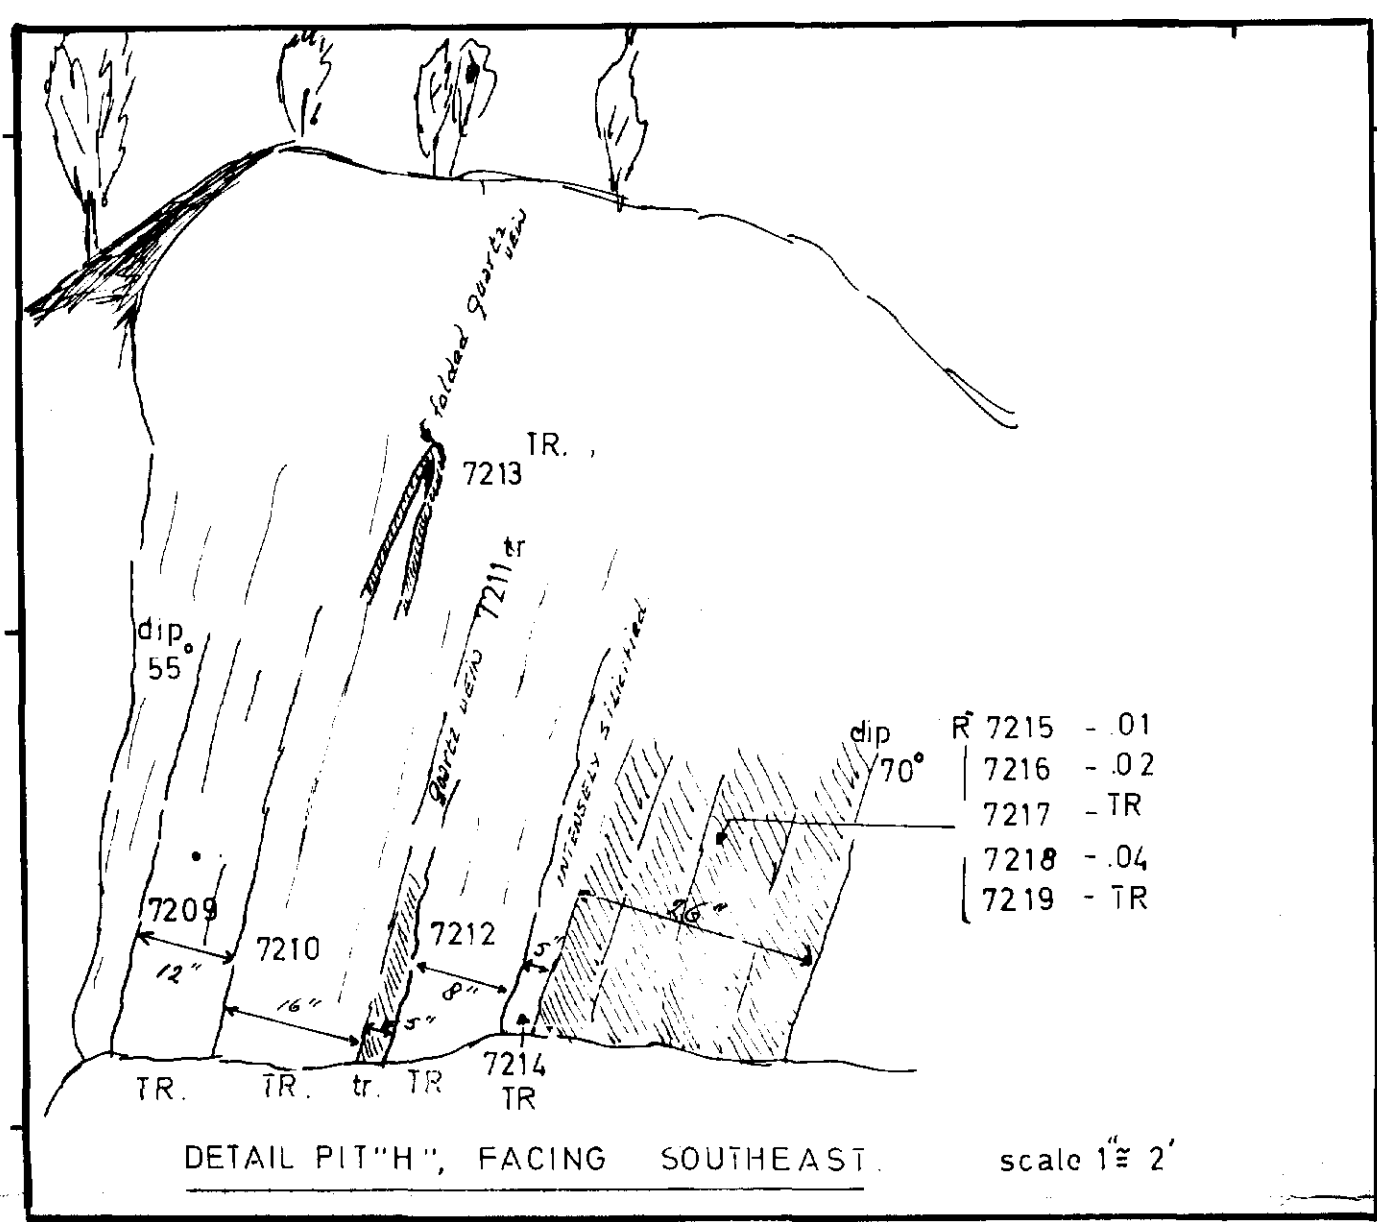 foldad quartz
VEIN
TR.
7213
tr
7211
quartz VEIN
INTENSELY SILICIFIED
dip
55°
dip
70°
7215 - .01
7216 - .02
7217 - TR
7218 - .04
7219 - TR
7209
12"
7210
16"
5"
7212
8"
5"
26"
7214
TR
TR. TR. tr. TR
DETAIL PIT "H", FACING SOUTHEAST.
scale 1" ≅ 2'